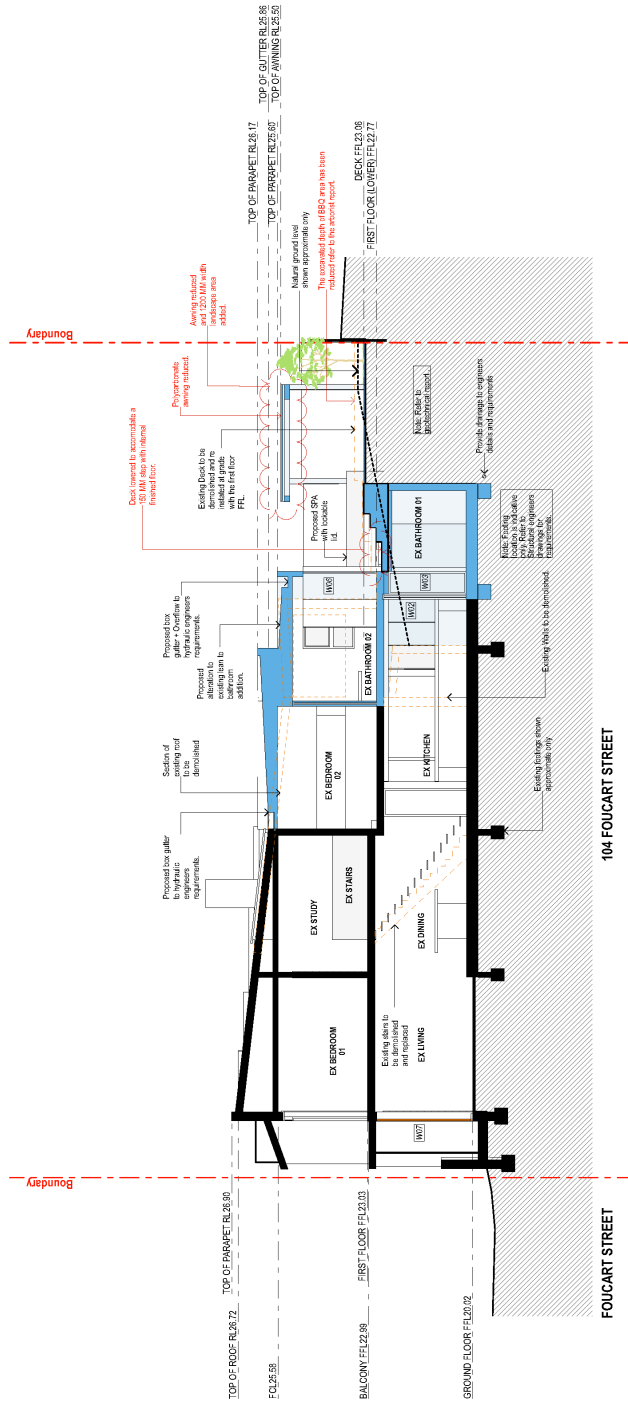 TOP OF GUTTER RL25.86
TOP OF AWNING RL25.50
TOP OF PARAPET RL26.17
TOP OF PARAPET RL25.60
DECK FFL23.06
FIRST FLOOR (LOWER) FFL22.77
Boundary
Awning reduced
and 1200 MM width
landscape area
added.
Polycarbonate
awning reduced.
Deck lowered to accomodate a
150 MM step with internal
finished floor.
Natural ground level
shown approximate only
The excavated depth of BBQ area has been
reduced refer to the arborist report.
Existing Deck to be
demolished and re
instated at grade
with the first floor
FFL.
Proposed SPA
with lockable
lid.
Note: Refer to
geotechnical report.
Provide drainage to engineers
details and requirements
Note: Footing
location is indicative
only. Refer to
Structural engineers
drawings for
requirements.
Proposed box
gutter + Overflow to
hydraulic engineers
requirements.
Proposed
alteration to
existing lean to
bathroom
addition.
Section of
existing roof
to be
demolished
Proposed box gutter
to hydraulic
engineers
requirements.
W06
W03
W02
EX BATHROOM 01
EX BATHROOM 02
EX BEDROOM
02
EX KITCHEN
Existing Walls to be demolished.
Existing footings shown
approximate only
EX STUDY
EX STAIRS
EX DINING
EX BEDROOM
01
Existing stairs to
be demolished
and replaced
EX LIVING
W07
Boundary
TOP OF PARAPET RL26.90
TOP OF ROOF RL26.72
FCL25.58
FIRST FLOOR FFL23.03
BALCONY FFL22.99
GROUND FLOOR FFL20.02
104 FOUCART STREET
FOUCART STREET